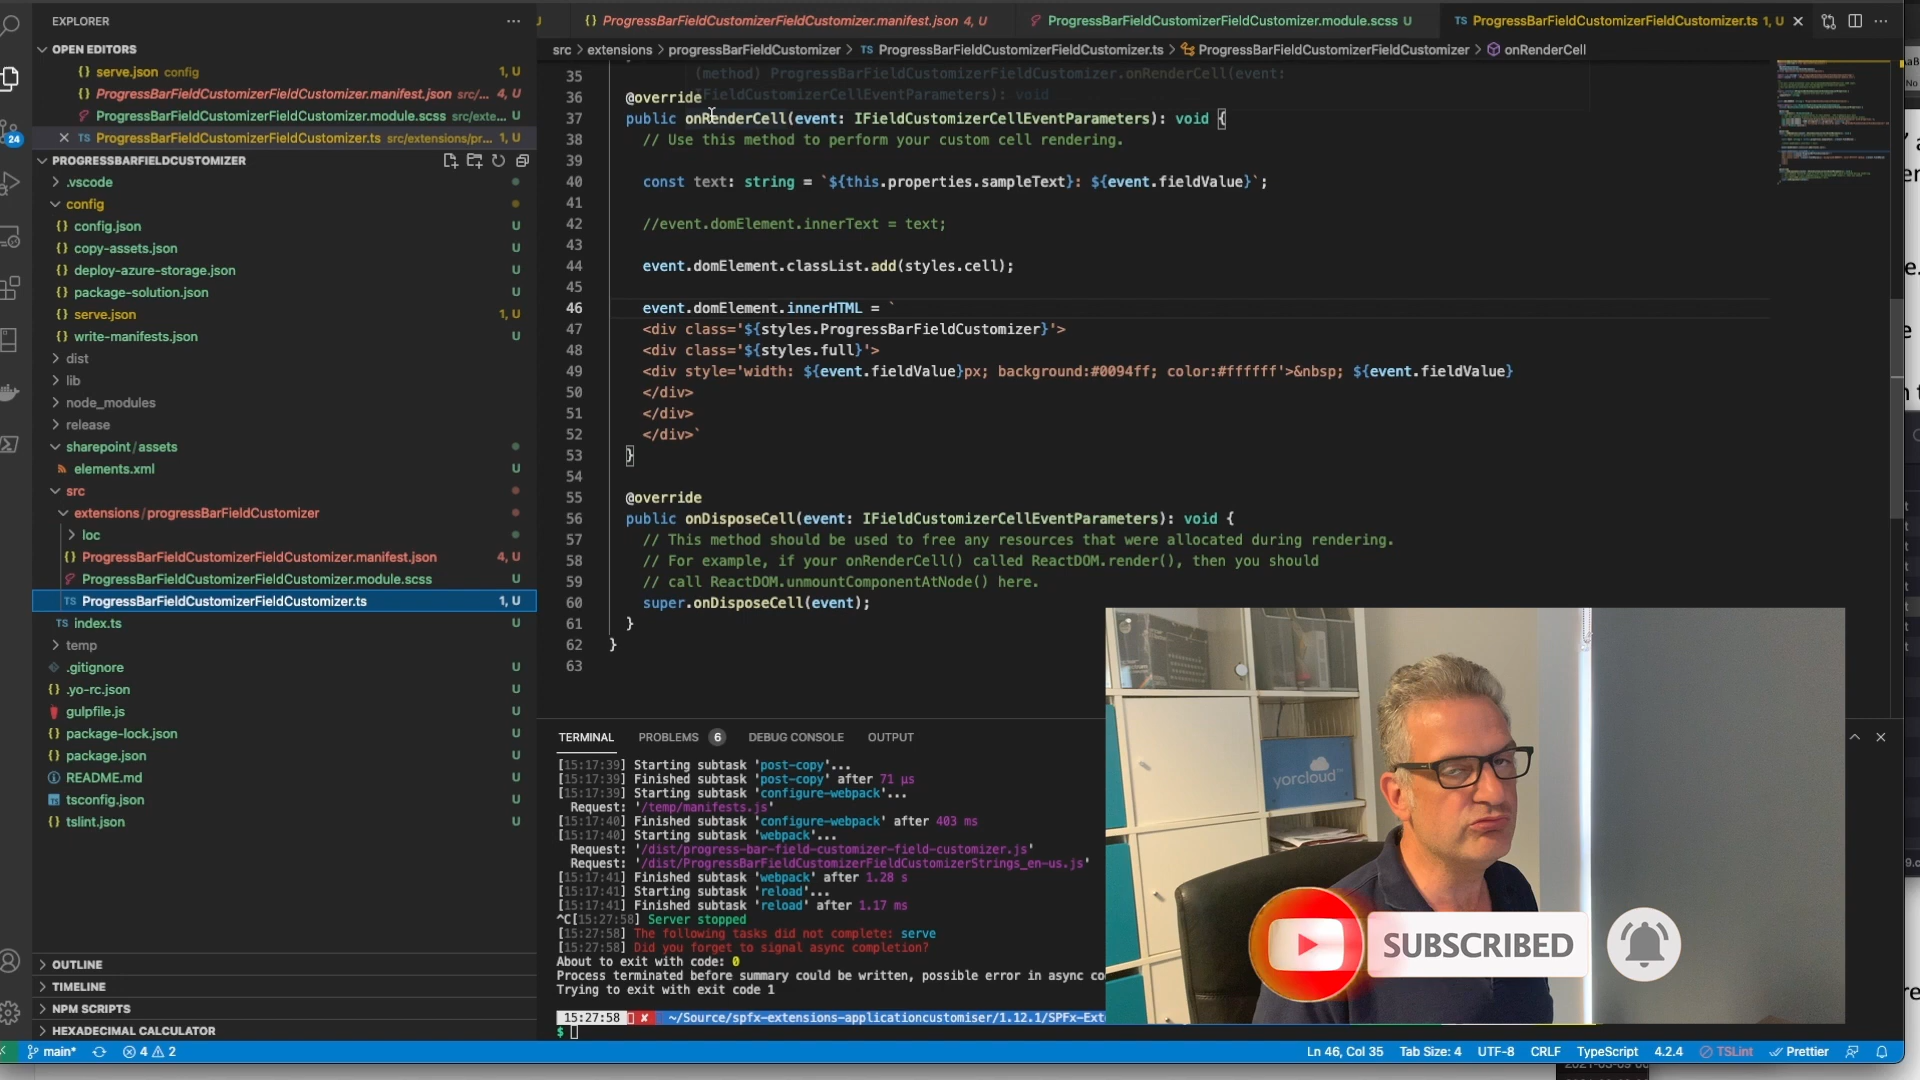 EXPLORER
OPEN EDITORS
serve.json config 1, U
ProgressBarFieldCustomizerFieldCustomizer.manifest.json src/... 4, U
ProgressBarFieldCustomizerFieldCustomizer.module.scss src/exte... U
ProgressBarFieldCustomizerFieldCustomizer.ts src/extensions/pr... 1, U
PROGRESSBARFIELDCUSTOMIZER
.vscode
config
config.json U
copy-assets.json U
deploy-azure-storage.json U
package-solution.json U
serve.json 1, U
write-manifests.json U
dist
lib
node_modules
release
sharepoint/assets
elements.xml U
src
extensions/progressBarFieldCustomizer
loc
ProgressBarFieldCustomizerFieldCustomizer.manifest.json 4, U
ProgressBarFieldCustomizerFieldCustomizer.module.scss U
TS ProgressBarFieldCustomizerFieldCustomizer.ts 1, U
TS index.ts U
temp
.gitignore U
.yo-rc.json U
gulpfile.js U
package-lock.json U
package.json U
README.md U
tsconfig.json U
tslint.json U
OUTLINE
TIMELINE
NPM SCRIPTS
HEXADECIMAL CALCULATOR
24
ProgressBarFieldCustomizerFieldCustomizer.manifest.json 4, U
ProgressBarFieldCustomizerFieldCustomizer.module.scss U
TS ProgressBarFieldCustomizerFieldCustomizer.ts 1, U
src > extensions > progressBarFieldCustomizer > TS ProgressBarFieldCustomizerFieldCustomizer.ts > ProgressBarFieldCustomizerFieldCustomizer > onRenderCell
(method) ProgressBarFieldCustomizerFieldCustomizer.onRenderCell(event:
IFieldCustomizerCellEventParameters): void
35
36 @override
37 public onRenderCell(event: IFieldCustomizerCellEventParameters): void {
38 // Use this method to perform your custom cell rendering.
39
40 const text: string = `${this.properties.sampleText}: ${event.fieldValue}`;
41
42 //event.domElement.innerText = text;
43
44 event.domElement.classList.add(styles.cell);
45
46 event.domElement.innerHTML = `
47 <div class='${styles.ProgressBarFieldCustomizer}'>
48 <div class='${styles.full}'>
49 <div style='width: ${event.fieldValue}px; background:#0094ff; color:#ffffff'>&nbsp; ${event.fieldValue}
50 </div>
51 </div>
52 </div>`
53 }
54
55 @override
56 public onDisposeCell(event: IFieldCustomizerCellEventParameters): void {
57 // This method should be used to free any resources that were allocated during rendering.
58 // For example, if your onRenderCell() called ReactDOM.render(), then you should
59 // call ReactDOM.unmountComponentAtNode() here.
60 super.onDisposeCell(event);
61 }
62 }
63
TERMINAL PROBLEMS 6 DEBUG CONSOLE OUTPUT
[15:17:39] Starting subtask 'post-copy'...
[15:17:39] Finished subtask 'post-copy' after 71 μs
[15:17:39] Starting subtask 'configure-webpack'...
Request: '/temp/manifests.js'
[15:17:40] Finished subtask 'configure-webpack' after 403 ms
[15:17:40] Starting subtask 'webpack'...
Request: '/dist/progress-bar-field-customizer-field-customizer.js'
Request: '/dist/ProgressBarFieldCustomizerFieldCustomizerStrings_en-us.js'
[15:17:41] Finished subtask 'webpack' after 1.28 s
[15:17:41] Starting subtask 'reload'...
[15:17:41] Finished subtask 'reload' after 1.17 ms
^C[15:27:58] Server stopped
[15:27:58] The following tasks did not complete: serve
[15:27:58] Did you forget to signal async completion?
About to exit with code: 0
Process terminated before summary could be written, possible error in async co
Trying to exit with exit code 1
15:27:58 ✘ ~/Source/spfx-extensions-applicationcustomiser/1.12.1/SPFx-Exte
$
yorcloud
SUBSCRIBED
main* 4 2
Ln 46, Col 35 Tab Size: 4 UTF-8 CRLF TypeScript 4.2.4 TSLint Prettier